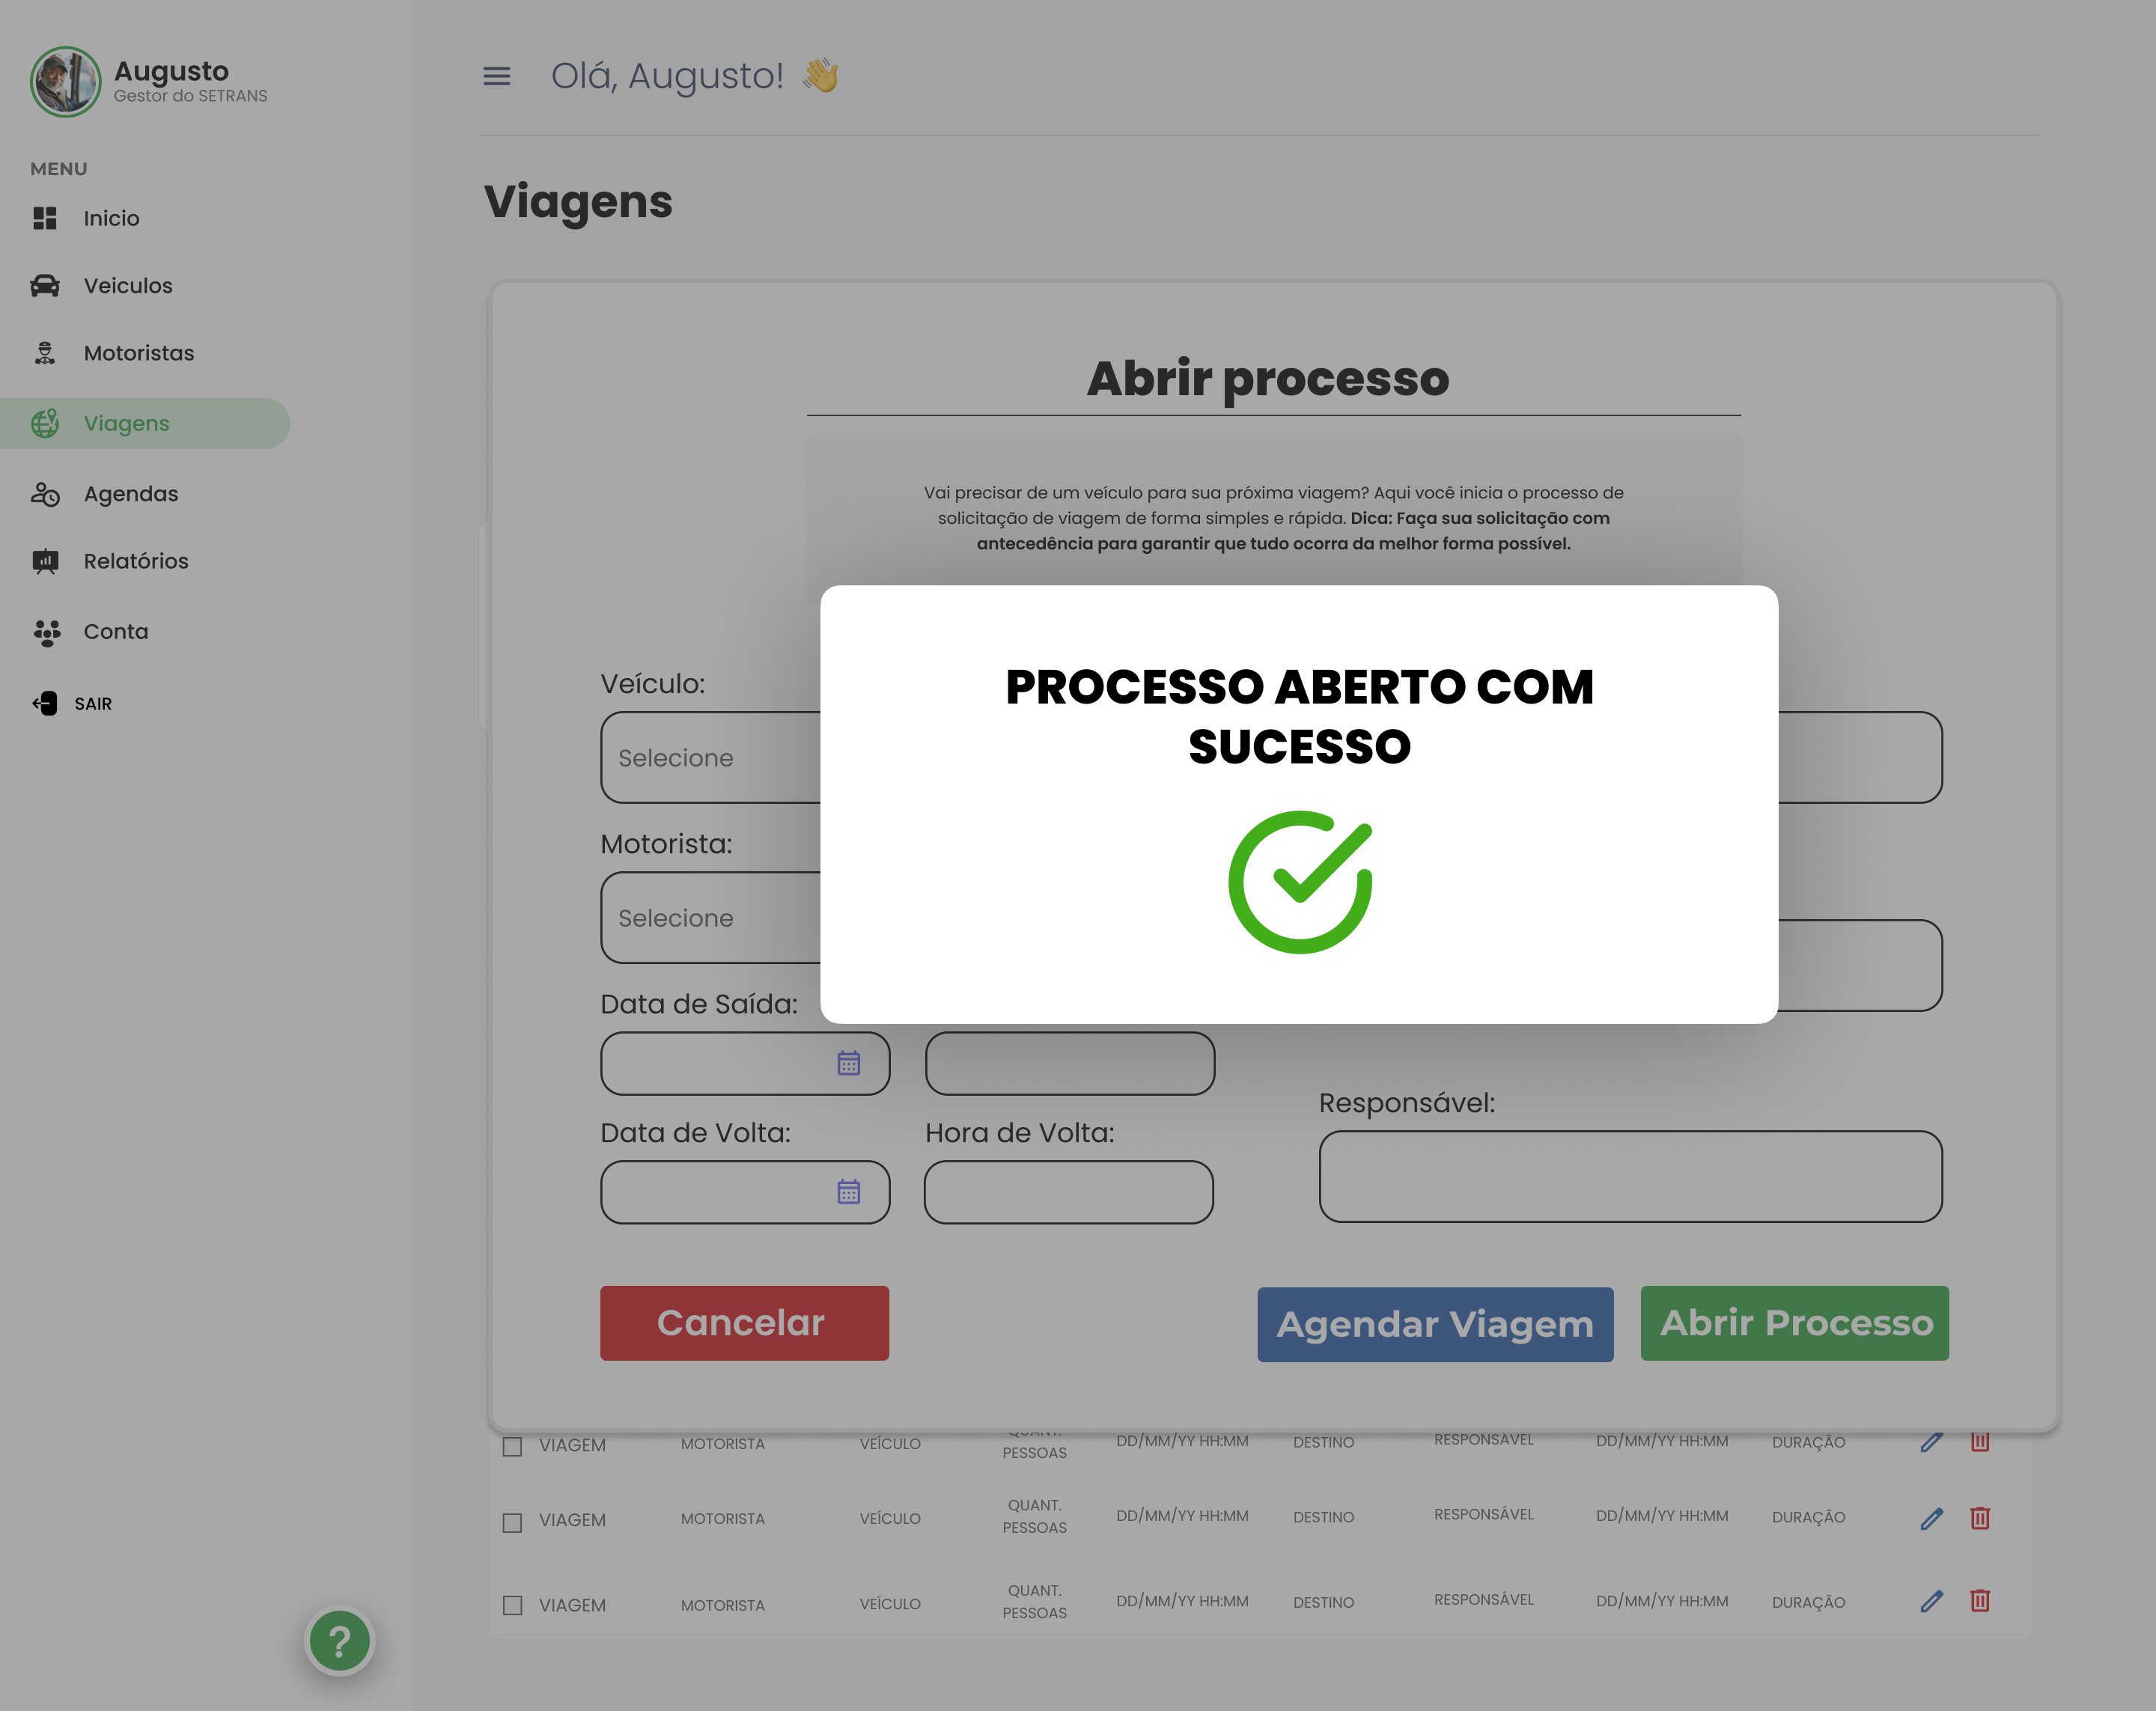 Augusto
Gestor do SETRANS
MENU
Inicio
Veiculos
Motoristas
Viagens
Agendas
Relatórios
Conta
SAIR
?
Olá, Augusto! 👋
Viagens
Abrir processo
Vai precisar de um veículo para sua próxima viagem? Aqui você inicia o processo de
solicitação de viagem de forma simples e rápida. Dica: Faça sua solicitação com
antecedência para garantir que tudo ocorra da melhor forma possível.
PROCESSO ABERTO COM
SUCESSO
Veículo:
Selecione
Motorista:
Selecione
Data de Saída:
Data de Volta:
Hora de Volta:
Responsável:
Cancelar
Agendar Viagem
Abrir Processo
VIAGEM MOTORISTA VEÍCULO QUANT. PESSOAS DD/MM/YY HH:MM DESTINO RESPONSÁVEL DD/MM/YY HH:MM DURAÇÃO
VIAGEM MOTORISTA VEÍCULO QUANT. PESSOAS DD/MM/YY HH:MM DESTINO RESPONSÁVEL DD/MM/YY HH:MM DURAÇÃO
VIAGEM MOTORISTA VEÍCULO QUANT. PESSOAS DD/MM/YY HH:MM DESTINO RESPONSÁVEL DD/MM/YY HH:MM DURAÇÃO